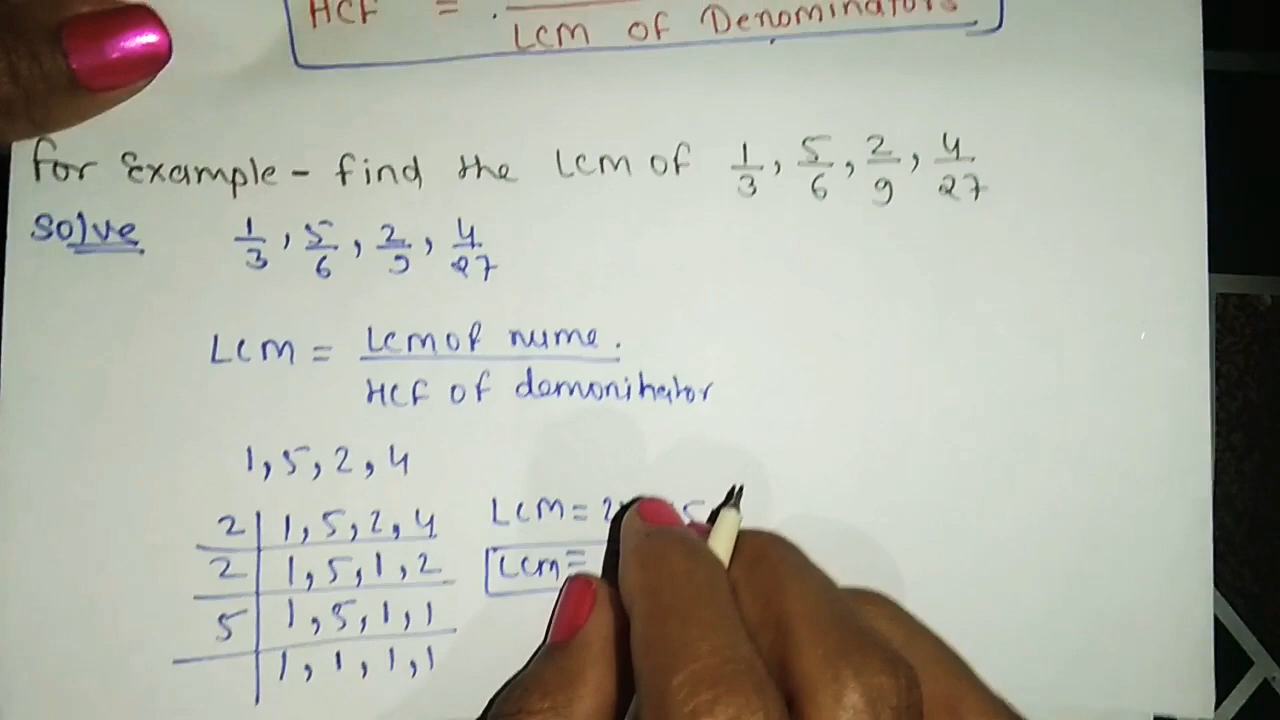 HCF =
LCM of Denominators
for Example - find the LCM of 1/3, 5/6, 2/9, 4/27
Solve 1/3, 5/6, 2/9, 4/27
LCM = LCM of nume. / HCF of demonihator
1, 5, 2, 4
2 | 1, 5, 2, 4
2 | 1, 5, 1, 2
5 | 1, 5, 1, 1
1, 1, 1, 1
LCM = 2
LCM =